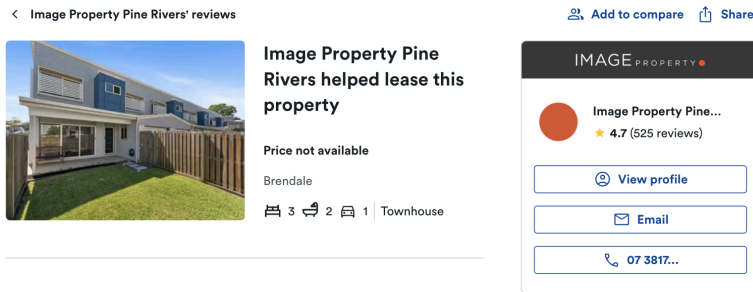 Image Property Pine Rivers' reviews
Add to compare
Share
Image Property Pine
Rivers helped lease this
property
Price not available
Brendale
3 2 1 Townhouse
IMAGE PROPERTY
Image Property Pine...
4.7 (525 reviews)
View profile
Email
07 3817...